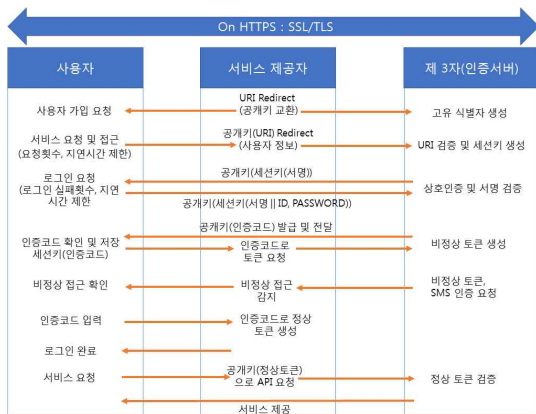 On HTTPS : SSL/TLS
사용자
서비스 제공자
제 3자(인증서버)
사용자 가입 요청
URI Redirect
(공캐키 교환)
고유 식별자 생성
서비스 요청 및 접근
(요청횟수, 지연시간 제한)
공개키(URI) Redirect
(사용자 정보)
URI 검증 및 세션키 생성
로그인 요청
(로그인 실패횟수, 지연
시간 제한)
공개키(세션키(서명))
공개키(세션키(서명 || ID, PASSWORD))
상호인증 및 서명 검증
공캐키(인증코드) 발급 및 전달
인증코드 확인 및 저장
세션키(인증코드)
인증코드로
토큰 요청
비정상 토큰 생성
비정상 접근 확인
비정상 접근
감지
비정상 토큰,
SMS 인증 요청
인증코드 입력
인증코드로 정상
토큰 생성
로그인 완료
서비스 요청
공개키(정상토큰)
으로 API 요청
정상 토큰 검증
서비스 제공